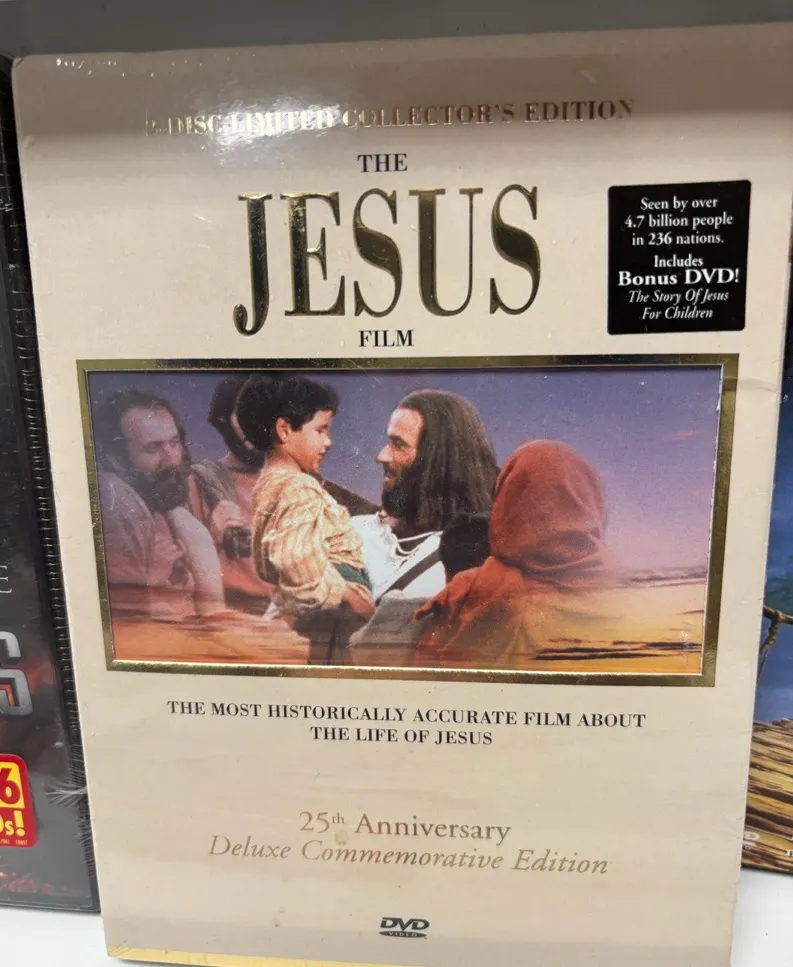 2-DISC LIMITED COLLECTOR'S EDITION
THE
JESUS
FILM
Seen by over
4.7 billion people
in 236 nations.
Includes
Bonus DVD!
The Story Of Jesus
For Children
THE MOST HISTORICALLY ACCURATE FILM ABOUT
THE LIFE OF JESUS
25th Anniversary
Deluxe Commemorative Edition
DVD
VIDEO
6
s!